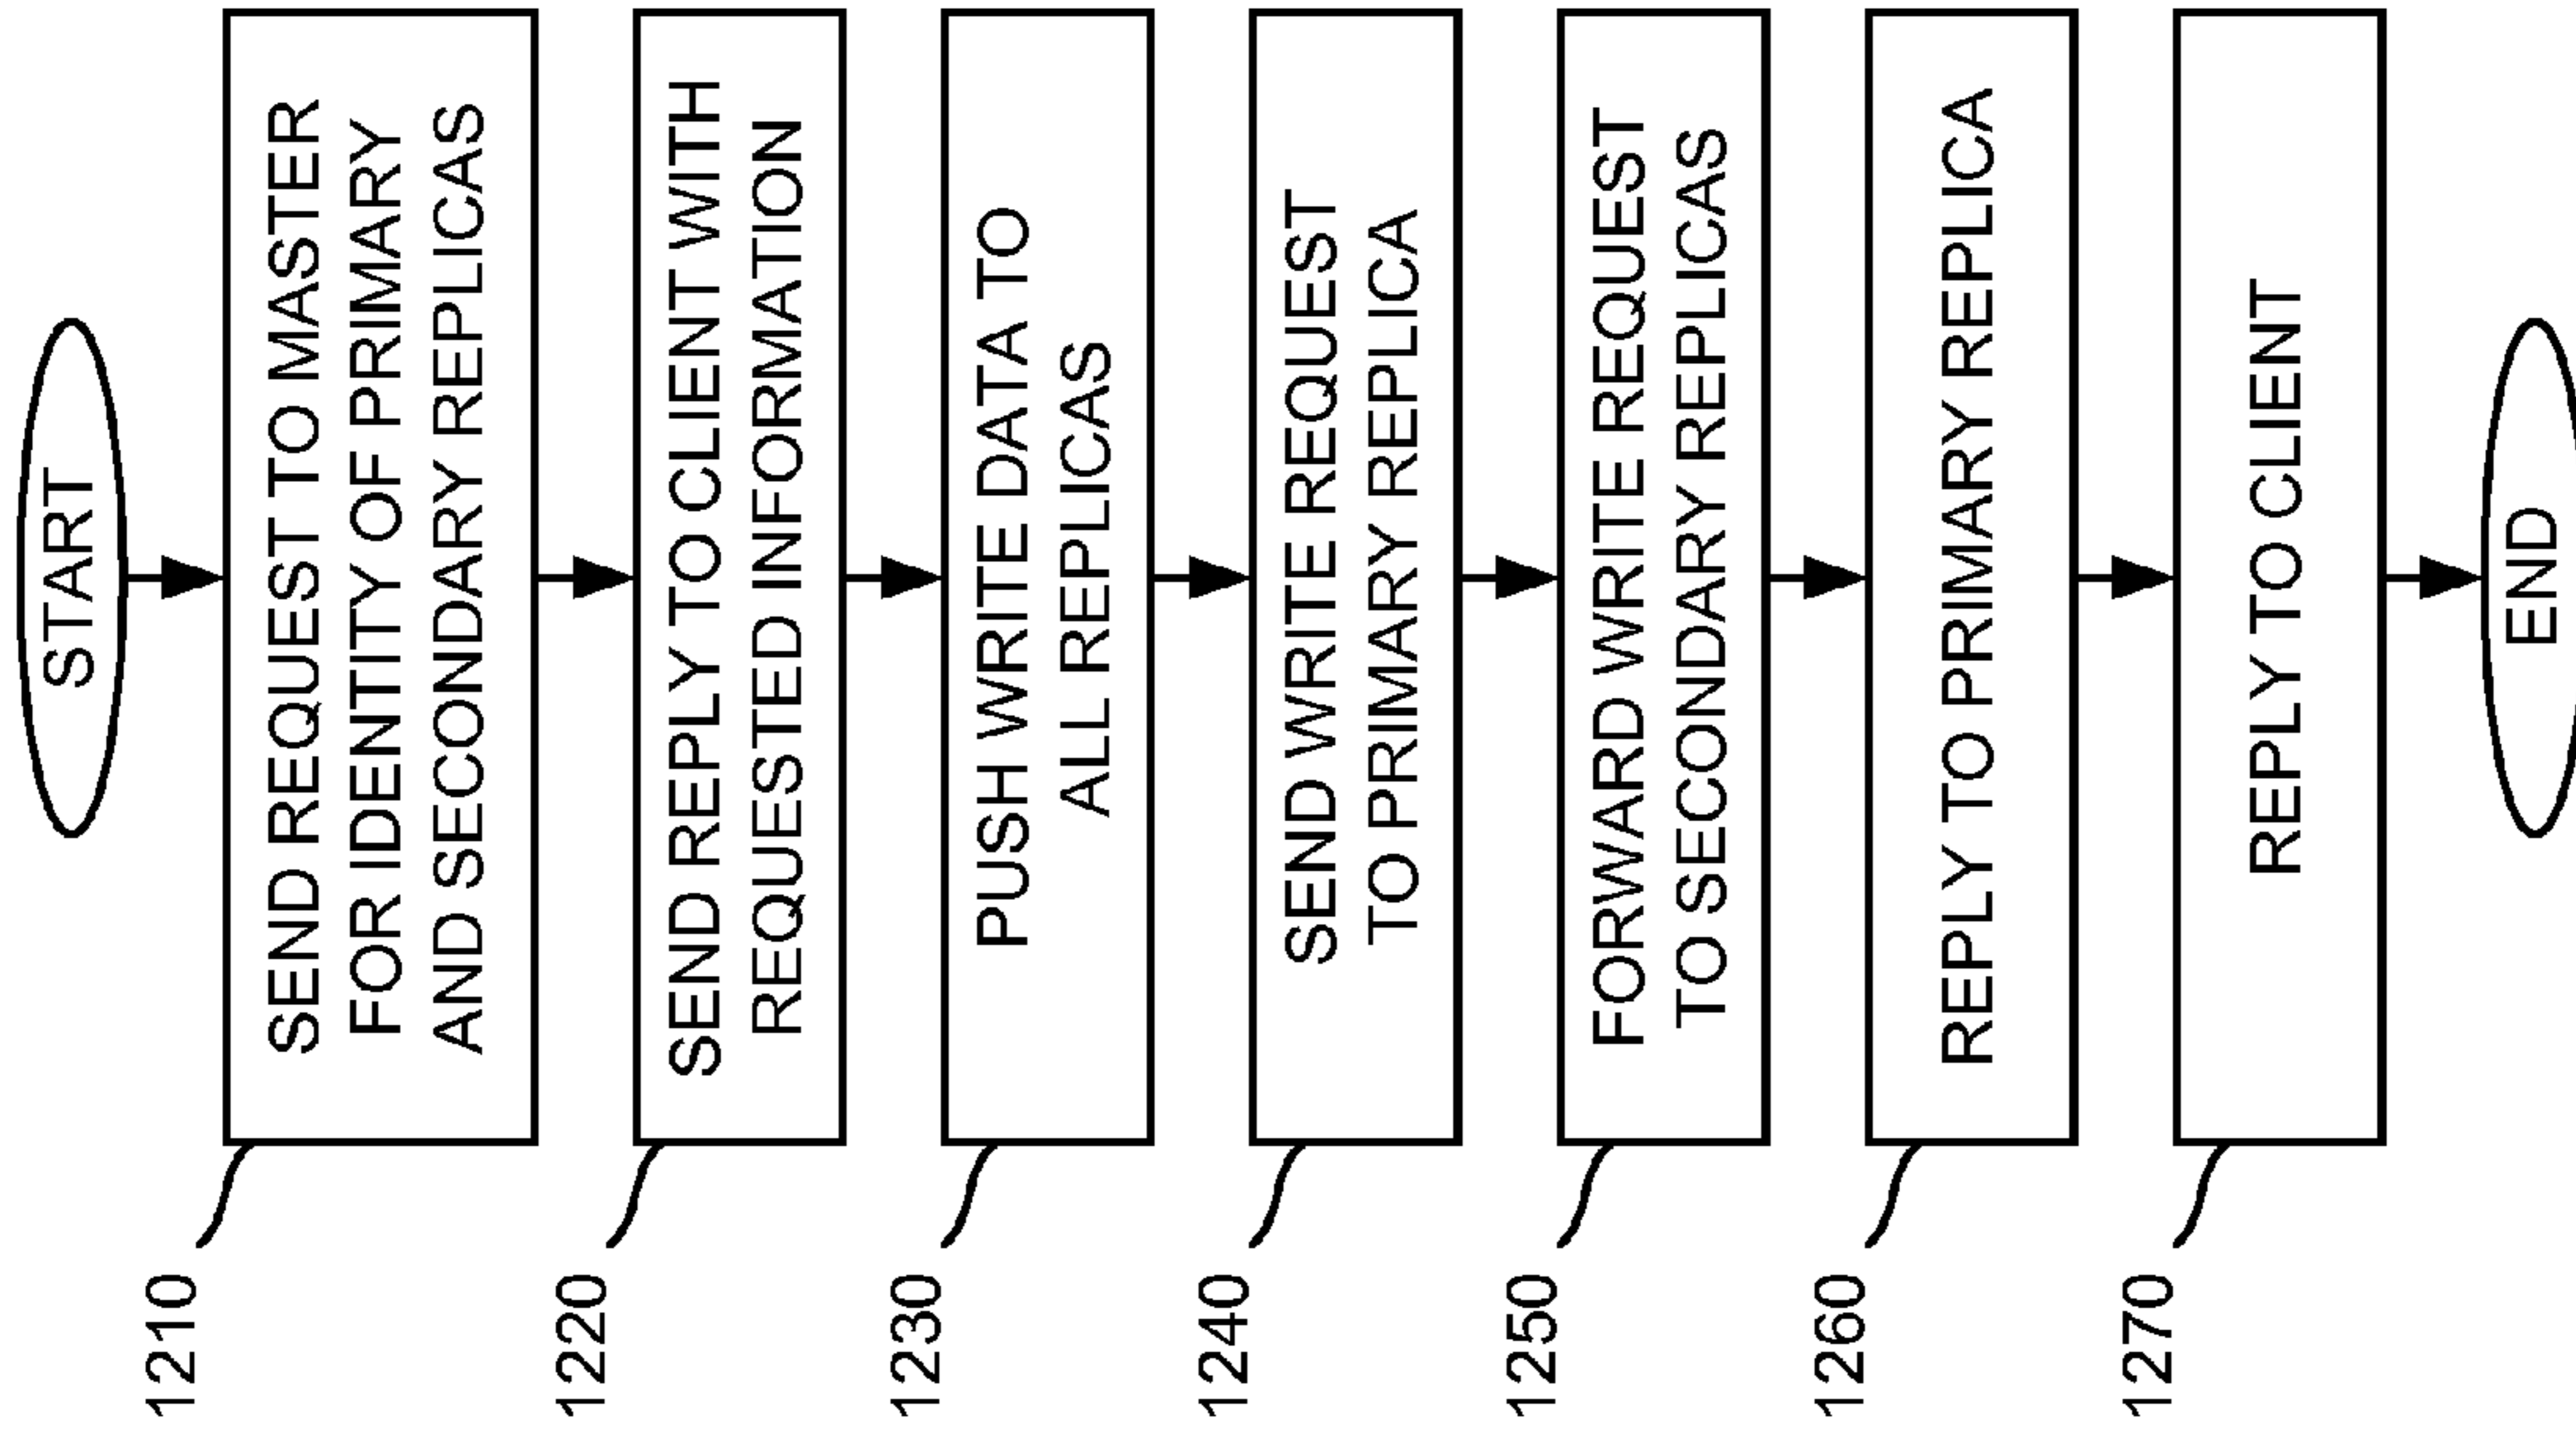 START
1210
SEND REQUEST TO MASTER
FOR IDENTITY OF PRIMARY
AND SECONDARY REPLICAS
1220
SEND REPLY TO CLIENT WITH
REQUESTED INFORMATION
1230
PUSH WRITE DATA TO
ALL REPLICAS
1240
SEND WRITE REQUEST
TO PRIMARY REPLICA
1250
FORWARD WRITE REQUEST
TO SECONDARY REPLICAS
1260
REPLY TO PRIMARY REPLICA
1270
REPLY TO CLIENT
END